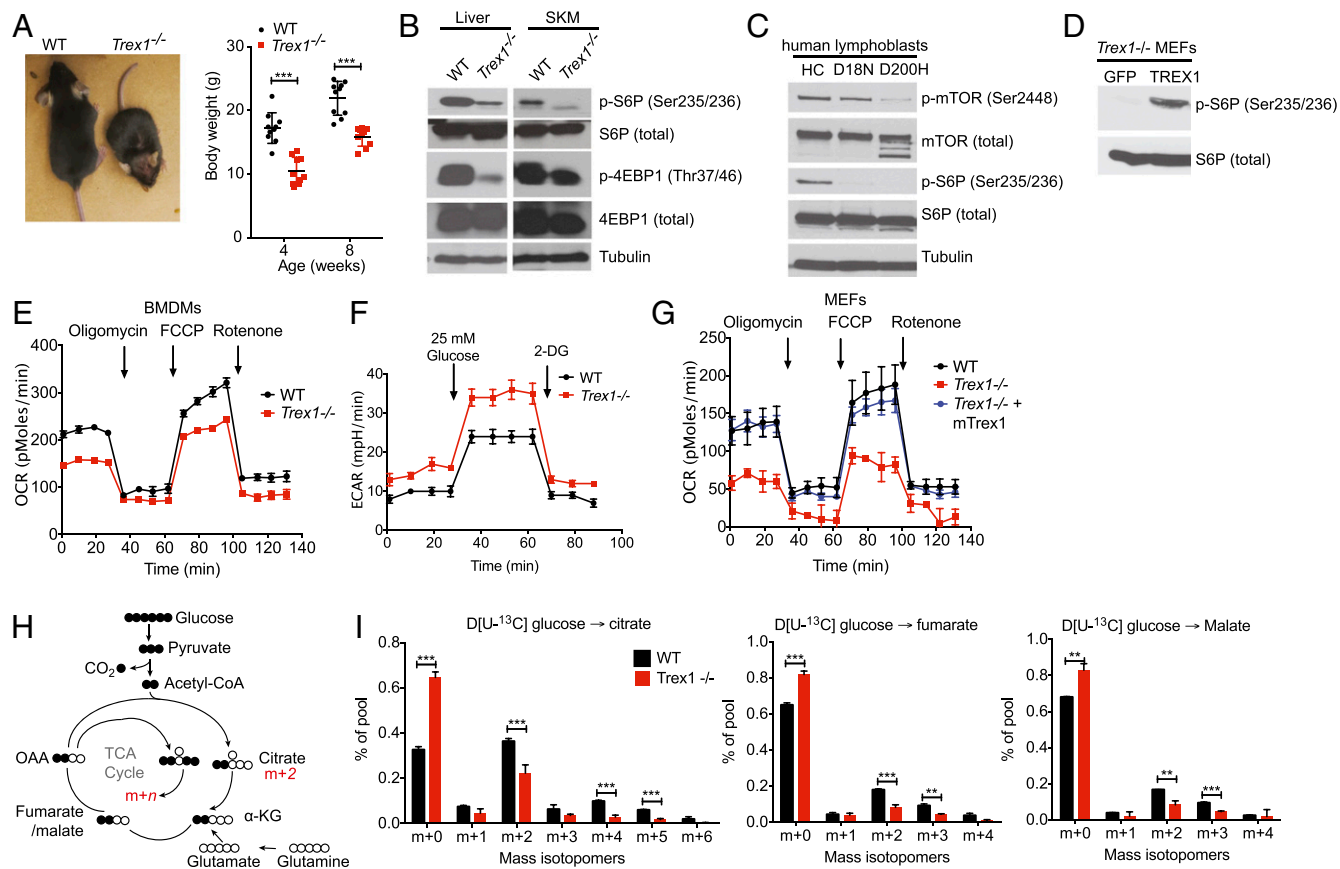 A
WT
Trex1-/-
WT
Trex1-/-
***
***
30
20
10
0
Body weight (g)
4
8
Age (weeks)
B
Liver
SKM
WT
Trex1-/-
WT
Trex1-/-
p-S6P (Ser235/236)
S6P (total)
p-4EBP1 (Thr37/46)
4EBP1 (total)
Tubulin
C
human lymphoblasts
HC D18N D200H
p-mTOR (Ser2448)
mTOR
(total)
p-S6P (Ser235/236)
S6P (total)
Tubulin
D
Trex1-/- MEFs
GFP TREX1
p-S6P (Ser235/236)
S6P (total)
E
BMDMs
Oligomycin FCCP Rotenone
400
300
200
100
0
OCR (pMoles/min)
WT
Trex1-/-
0 20 40 60 80 100 120 140
Time (min)
F
25 mM
Glucose
2-DG
40
30
20
10
0
ECAR (mpH/min)
WT
Trex1-/-
0 20 40 60 80 100
Time (min)
G
MEFs
Oligomycin FCCP Rotenone
250
200
150
100
50
0
OCR (pMoles/min)
WT
Trex1-/-
Trex1-/- +
mTrex1
0 20 40 60 80 100 120 140
Time (min)
H
Glucose
Pyruvate
CO2
Acetyl-CoA
OAA
TCA
Cycle
Citrate
m+2
m+n
Fumarate
/malate
α-KG
Glutamate
Glutamine
I
D[U-13C] glucose → citrate
WT
Trex1 -/-
0.8
0.6
0.4
0.2
0.0
% of pool
***
***
***
***
m+0 m+1 m+2 m+3 m+4 m+5 m+6
Mass isotopomers
D[U-13C] glucose → fumarate
1.0
0.8
0.6
0.4
0.2
0.0
% of pool
***
***
**
m+0 m+1 m+2 m+3 m+4
Mass isotopomers
D[U-13C] glucose → Malate
1.0
0.8
0.6
0.4
0.2
0.0
% of pool
**
**
***
m+0 m+1 m+2 m+3 m+4
Mass isotopomers